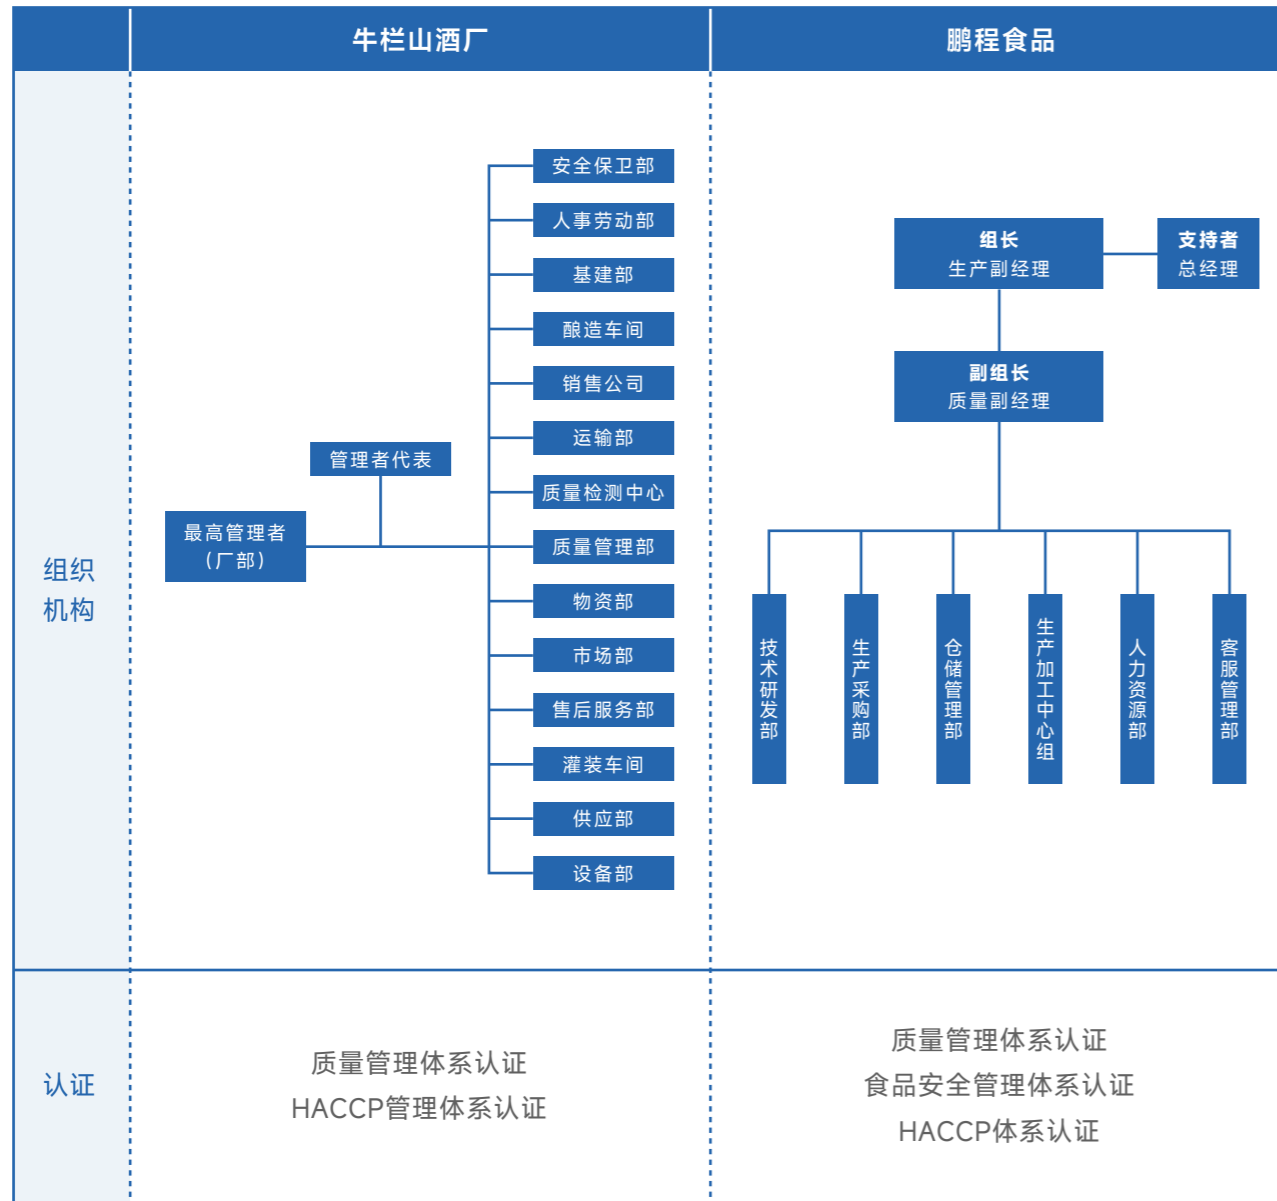 牛栏山酒厂
鹏程食品
组织
机构
最高管理者
（厂部）
管理者代表
安全保卫部
人事劳动部
基建部
酿造车间
销售公司
运输部
质量检测中心
质量管理部
物资部
市场部
售后服务部
灌装车间
供应部
设备部
组长
生产副经理
支持者
总经理
副组长
质量副经理
技术研发部
生产采购部
仓储管理部
生产加工中心组
人力资源部
客服管理部
认证
质量管理体系认证
HACCP管理体系认证
质量管理体系认证
食品安全管理体系认证
HACCP体系认证